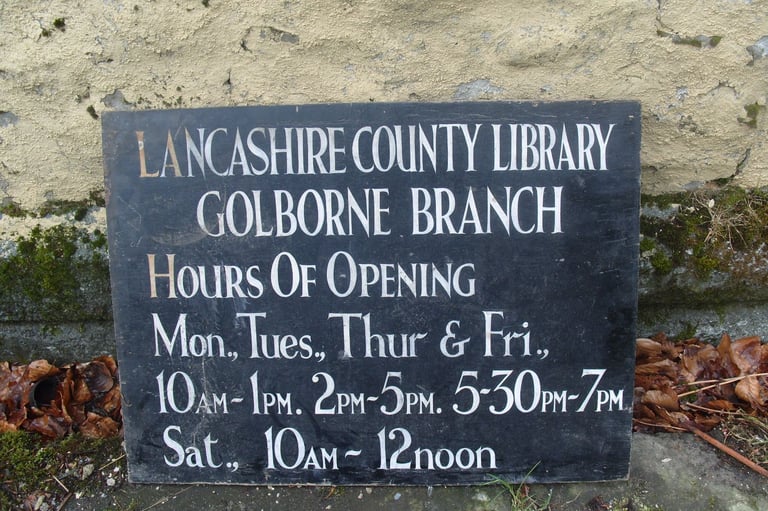 LANCASHIRE COUNTY LIBRARY
GOLBORNE BRANCH
HOURS OF OPENING
Mon., Tues., Thur & Fri.,
10AM~1PM. 2PM~5PM. 5-30PM~7PM
Sat., 10AM~12noon